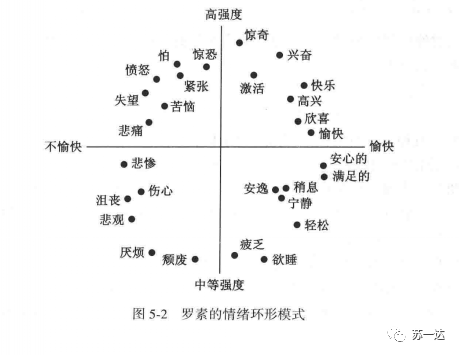 高强度
惊奇
兴奋
怕
惊恐
愤怒
紧张
激活
快乐
失望
苦恼
高兴
欣喜
悲痛
愉快
不愉快
愉快
悲惨
安心的
满足的
沮丧
伤心
安逸
稍息
宁静
悲观
轻松
厌烦
颓废
疲乏
欲睡
中等强度
图 5-2 罗素的情绪环形模式
苏一达